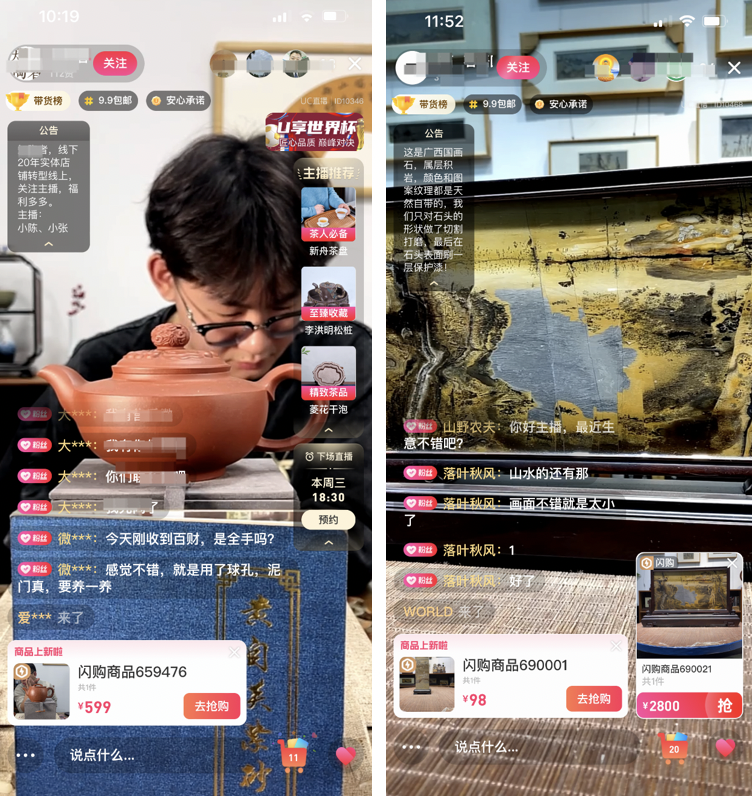 10:19
关注
带货榜
9.9包邮
安心承诺
公告
者，线下
20年实体店
铺转型线上，
关注主播，福
利多多。
主播：
小陈、小张
UC直播
ID10346
U享世界杯
匠心品质 巅峰对决
主播推荐
茶人必备
新舟茶盘
至臻收藏
李洪明松桩
精致茶品
菱花干泡
下场直播
本周三
18:30
预约
粉丝 大***：
粉丝 大***：我有
粉丝 大***：你们
粉丝 大***：
粉丝 微***：今天刚收到百财，是全手吗？
粉丝 微***：感觉不错，就是用了球孔，泥
门真，要养一养
爱*** 来了
商品上新啦
闪购商品659476
共1件
¥599
去抢购
说点什么...
11
11:52
关注
带货榜
9.9包邮
安心承诺
公告
这是广西国画
石，属层积
岩，颜色和图
案纹理都是天
然自带的，我
们只对石头的
形状做了切割
打磨，最后在
石头表面刷一
层保护漆！
粉丝 山野农夫：你好主播，最近生
意不错吧？
粉丝 落叶秋风：山水的还有那
粉丝 落叶秋风：画面不错就是太小
了
粉丝 落叶秋风：1
粉丝 落叶秋风：好了
WORLD 来了
商品上新啦
闪购商品690001
共1件
¥98
去抢购
闪购
闪购商品690021
共1件
¥2800
抢
说点什么...
20